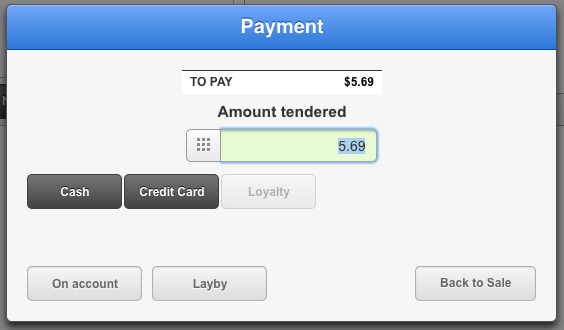 Payment
TO PAY $5.69
Amount tendered
5.69
Cash Credit Card Loyalty
On account Layby Back to Sale